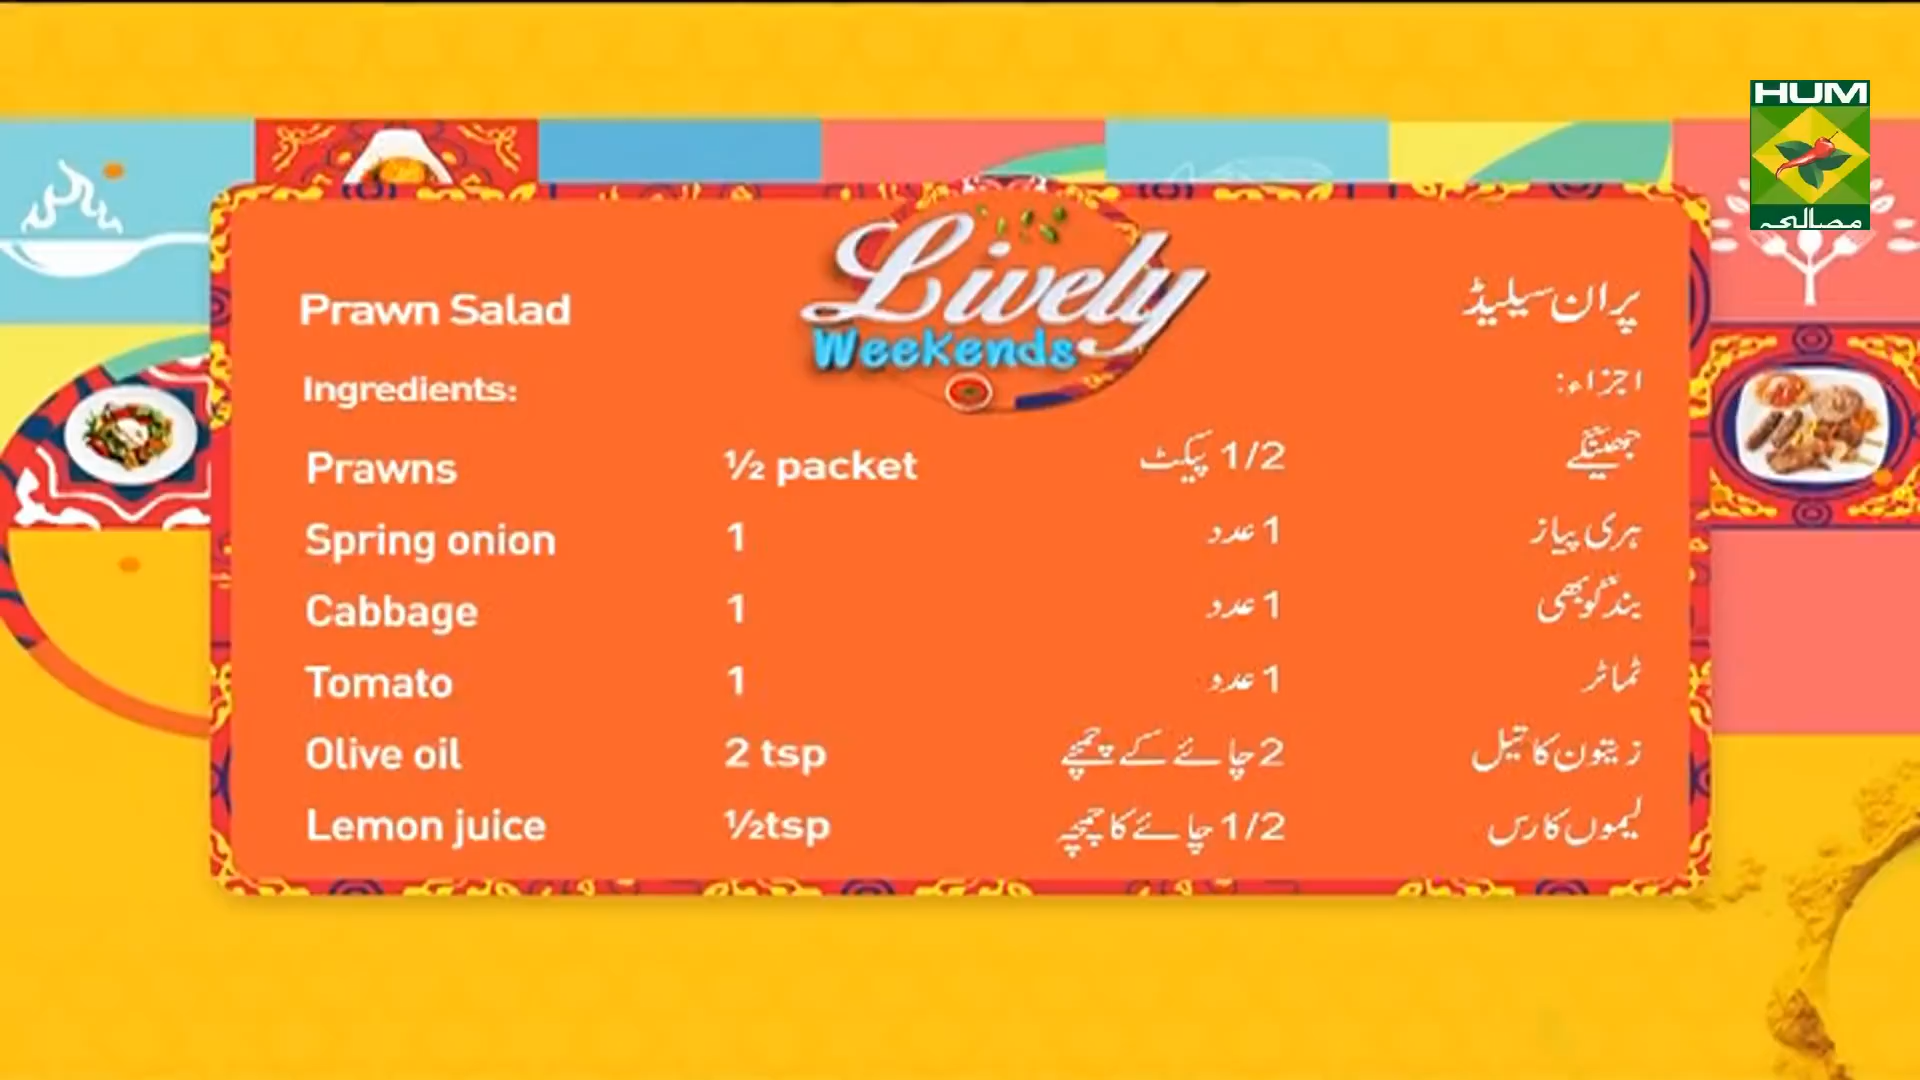 HUM
مصالحہ
Lively
Weekends
Prawn Salad پران سیلیڈ
Ingredients: اجزاء:
Prawns ½ packet 1/2 پیکٹ جھینگے
Spring onion 1 1 عدد ہری پیاز
Cabbage 1 1 عدد بند گوبھی
Tomato 1 1 عدد ٹماٹر
Olive oil 2 tsp 2 چائے کے چمچے زیتون کا تیل
Lemon juice ½tsp 1/2 چائے کا چمچہ لیموں کا رس